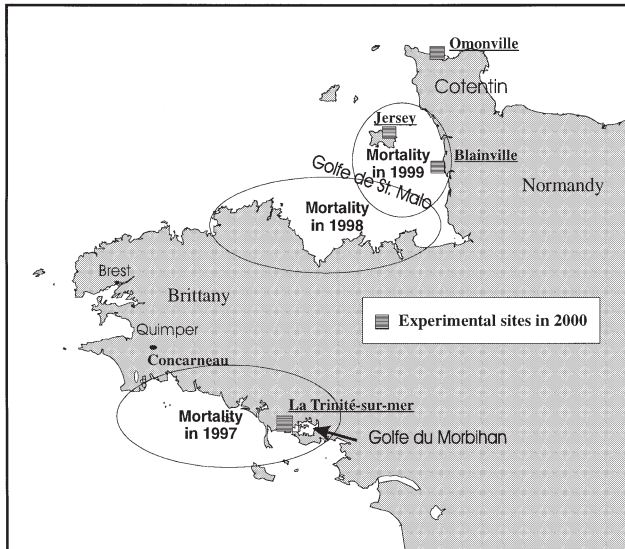 Omonville
Cotentin
Jersey
Mortality
in 1999
Blainville
Golfe de St. Malo
Normandy
Mortality
in 1998
Brest
Brittany
Experimental sites in 2000
Quimper
Concarneau
La Trinité-sur-mer
Mortality
in 1997
Golfe du Morbihan